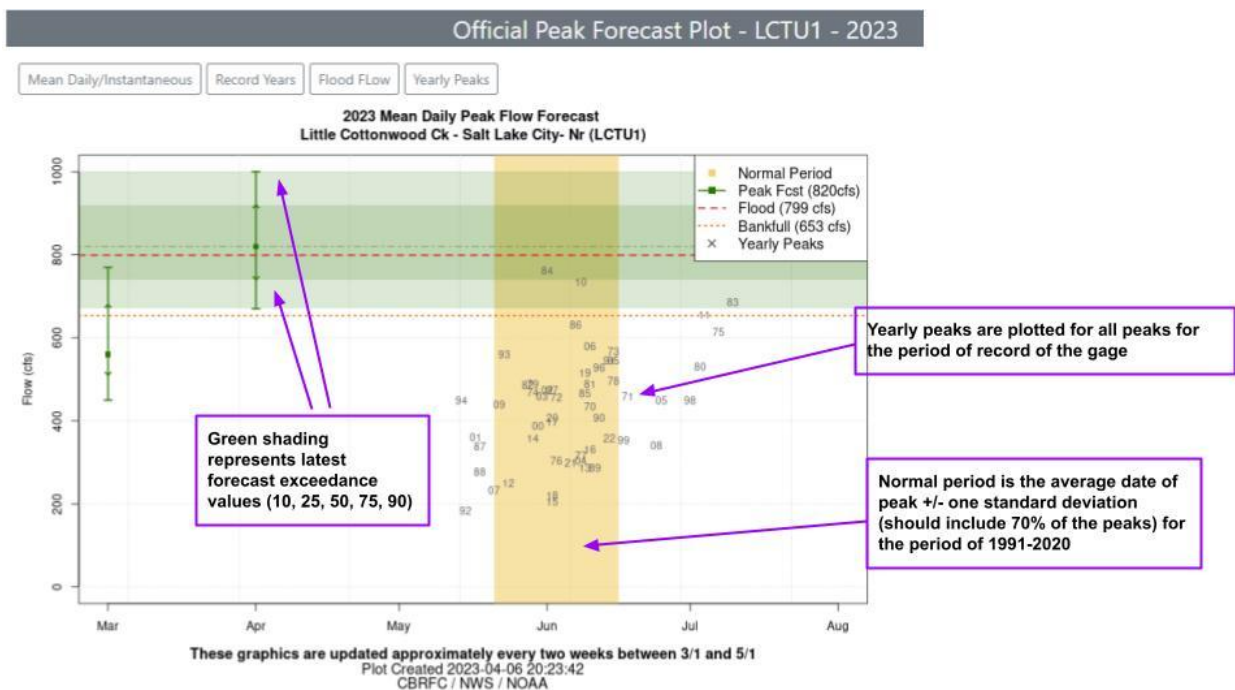 Official Peak Forecast Plot - LCTU1 - 2023
Mean Daily/Instantaneous
Record Years
Flood FLow
Yearly Peaks
2023 Mean Daily Peak Flow Forecast
Little Cottonwood Ck - Salt Lake City- Nr (LCTU1)
Normal Period
Peak Fcst (820cfs)
Flood (799 cfs)
Bankfull (653 cfs)
Yearly Peaks
Flow (cfs)
1000
800
600
400
200
0
84
10
83
75
86
06
73
93
80
96
19
81
98
94
09
72
85
71
05
98
70
90
00
14
22
99
01
87
08
16
76
21
13
89
88
12
07
18
15
92
Yearly peaks are plotted for all peaks for
the period of record of the gage
Green shading
represents latest
forecast exceedance
values (10, 25, 50, 75, 90)
Normal period is the average date of
peak +/- one standard deviation
(should include 70% of the peaks) for
the period of 1991-2020
Mar
Apr
May
Jun
Jul
Aug
These graphics are updated approximately every two weeks between 3/1 and 5/1
Plot Created 2023-04-06 20:23:42
CBRFC / NWS / NOAA